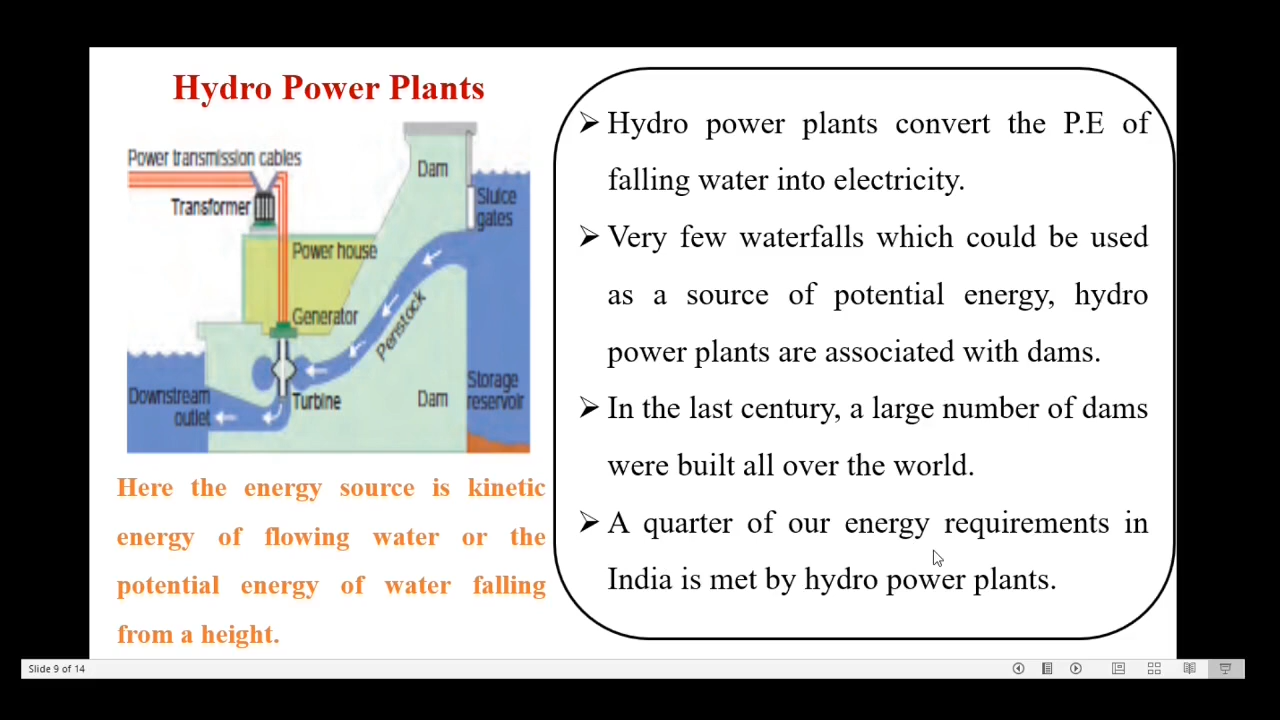 Hydro Power Plants
Power transmission cables
Transformer
Dam
Sluice
gates
Power house
Generator
Penstock
Downstream
outlet
Turbine
Dam
Storage
reservoir
Here the energy source is kinetic
energy of flowing water or the
potential energy of water falling
from a height.
➢ Hydro power plants convert the P.E of
falling water into electricity.
➢ Very few waterfalls which could be used
as a source of potential energy, hydro
power plants are associated with dams.
➢ In the last century, a large number of dams
were built all over the world.
➢ A quarter of our energy requirements in
India is met by hydro power plants.
Slide 9 of 14